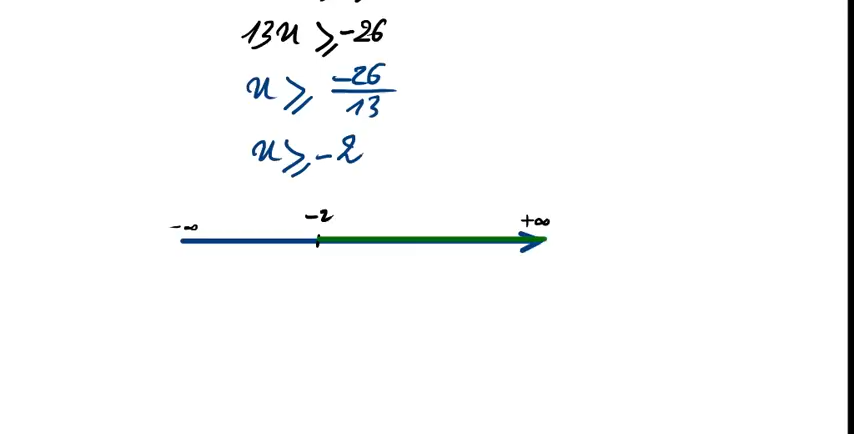 13x ⩾ -26
x ⩾ -26/13
x ⩾ -2
-∞ -2 +∞